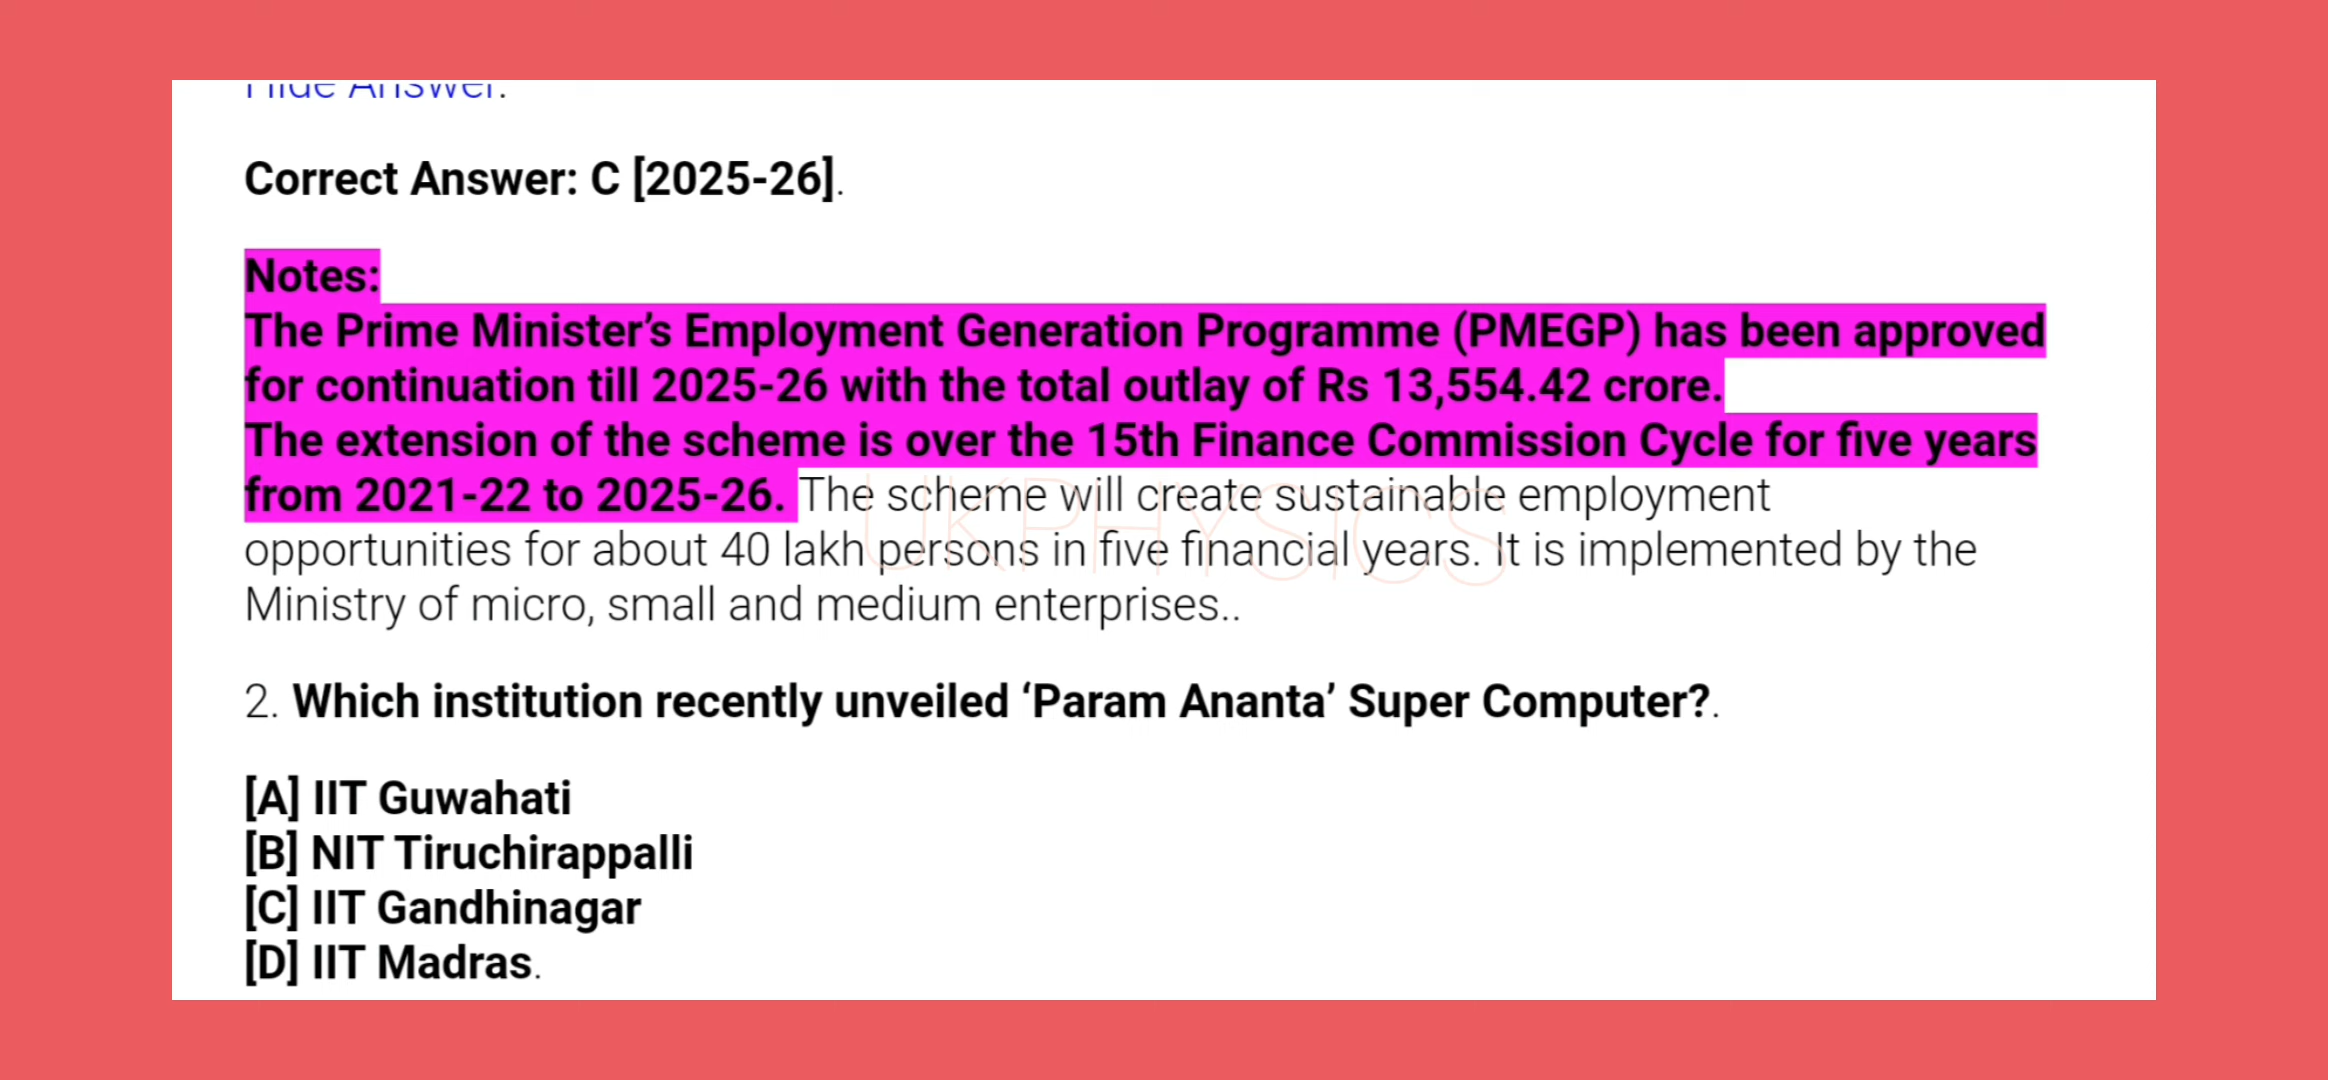 Hide Answer.
Correct Answer: C [2025-26].
Notes:
The Prime Minister’s Employment Generation Programme (PMEGP) has been approved
for continuation till 2025-26 with the total outlay of Rs 13,554.42 crore.
The extension of the scheme is over the 15th Finance Commission Cycle for five years
from 2021-22 to 2025-26. The scheme will create sustainable employment
opportunities for about 40 lakh persons in five financial years. It is implemented by the
Ministry of micro, small and medium enterprises..
UKPHYSICS
2. Which institution recently unveiled ‘Param Ananta’ Super Computer?.
[A] IIT Guwahati
[B] NIT Tiruchirappalli
[C] IIT Gandhinagar
[D] IIT Madras.